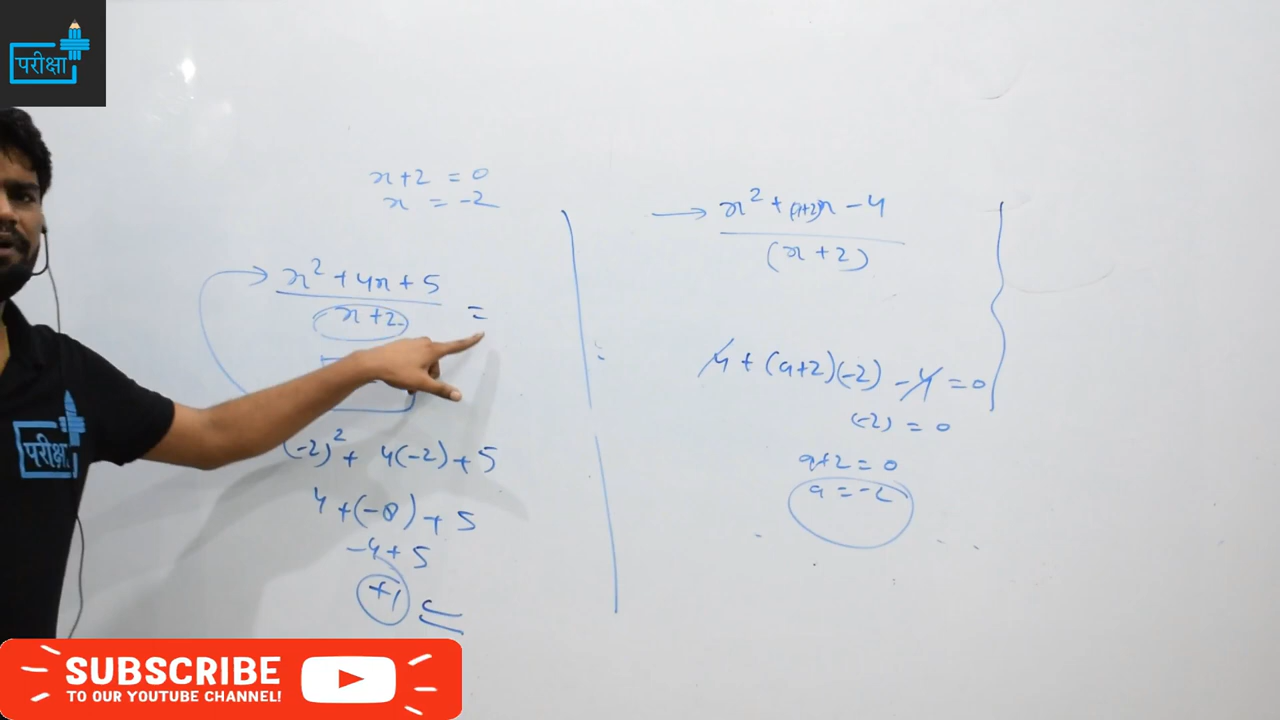 परीक्षा
x+2 = 0
x = -2
x² + 4x + 5
x+2
=
(-2)² + 4(-2) + 5
4 + (-8) + 5
-4 + 5
+1
→ x² + (a+2)x - 4
(x + 2)
4 + (a+2)(-2) - 4 = 0
(-2) = 0
a+2 = 0
a = -2
परीक्षा
SUBSCRIBE
TO OUR YOUTUBE CHANNEL!